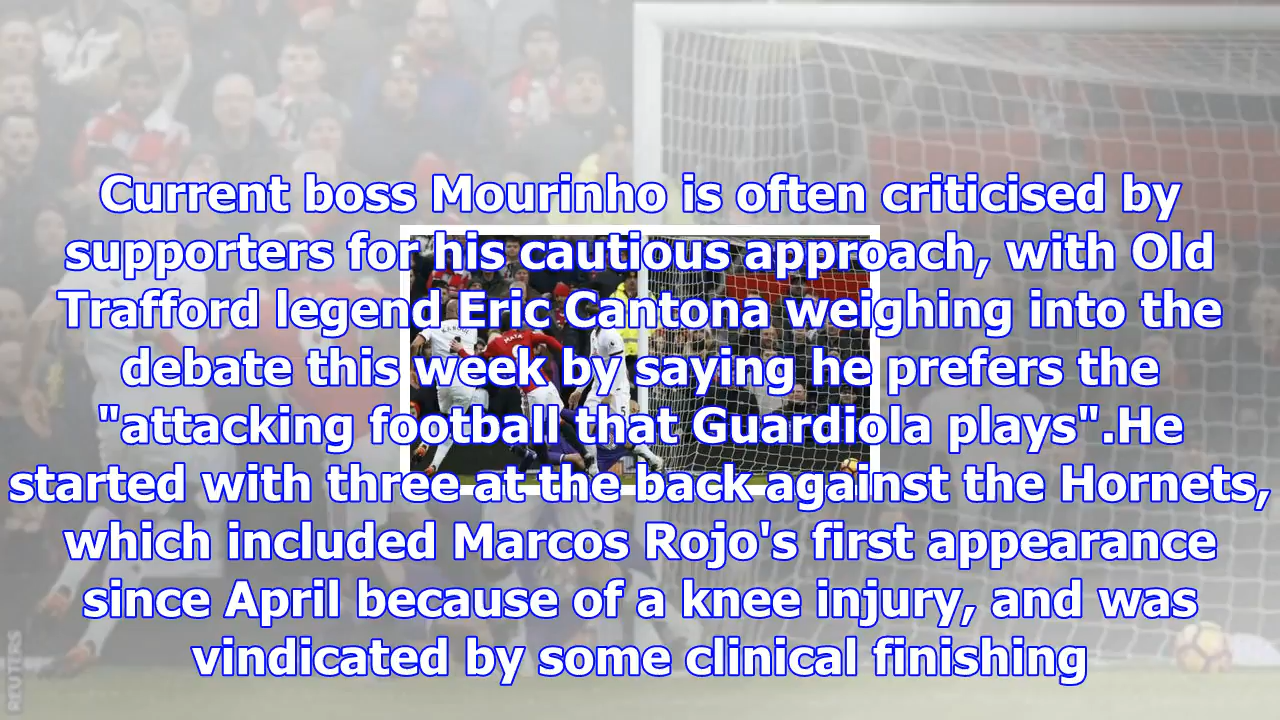 Current boss Mourinho is often criticised by
supporters for his cautious approach, with Old
Trafford legend Eric Cantona weighing into the
debate this week by saying he prefers the
"attacking football that Guardiola plays".He
started with three at the back against the Hornets,
which included Marcos Rojo's first appearance
since April because of a knee injury, and was
vindicated by some clinical finishing
MATA
5
REUTERS